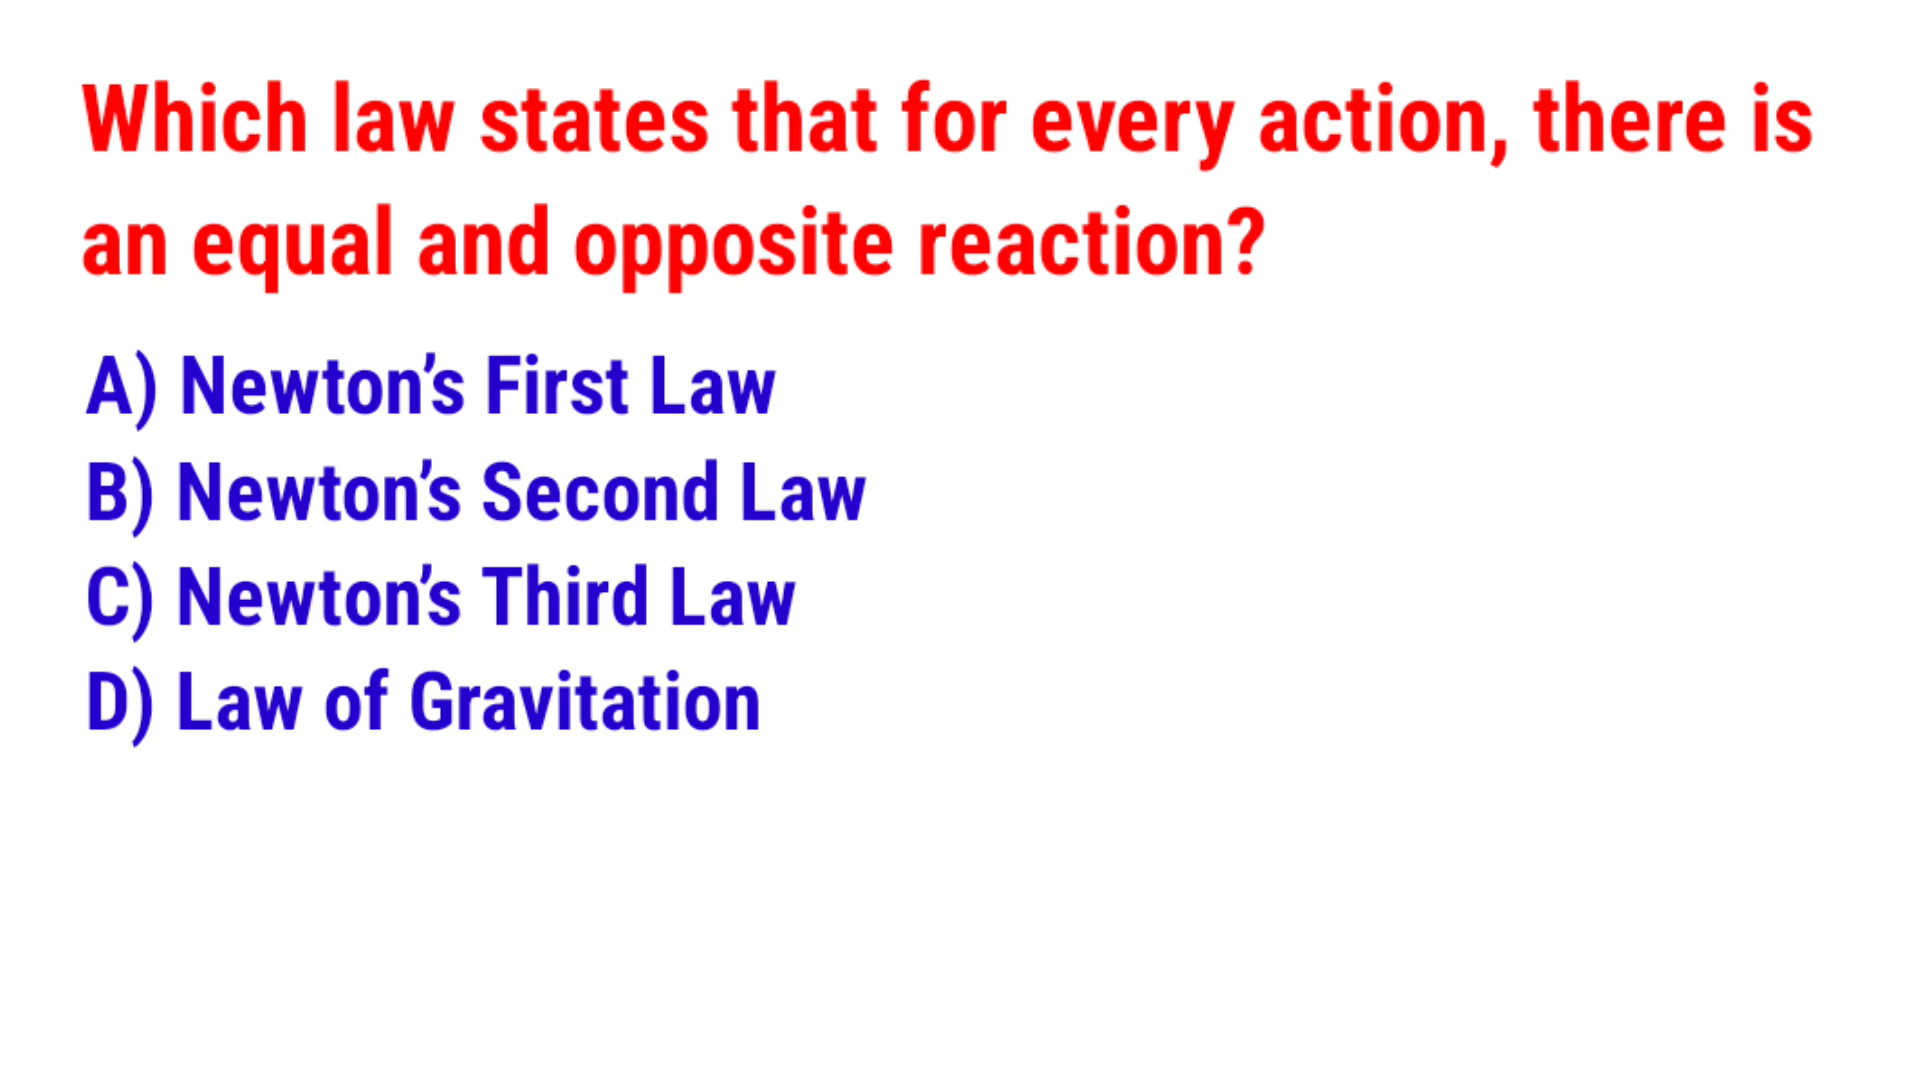 Which law states that for every action, there is
an equal and opposite reaction?
A) Newton’s First Law
B) Newton’s Second Law
C) Newton’s Third Law
D) Law of Gravitation